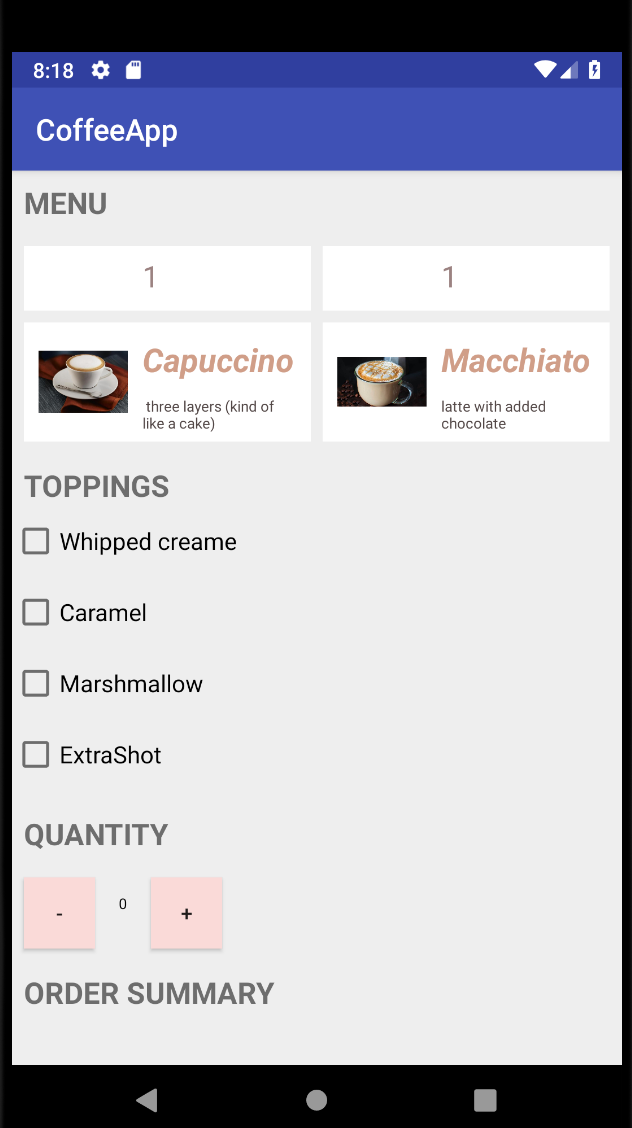 8:18
CoffeeApp
MENU
1
1
Capuccino
three layers (kind of
like a cake)
Macchiato
latte with added
chocolate
TOPPINGS
Whipped creame
Caramel
Marshmallow
ExtraShot
QUANTITY
- 0 +
ORDER SUMMARY